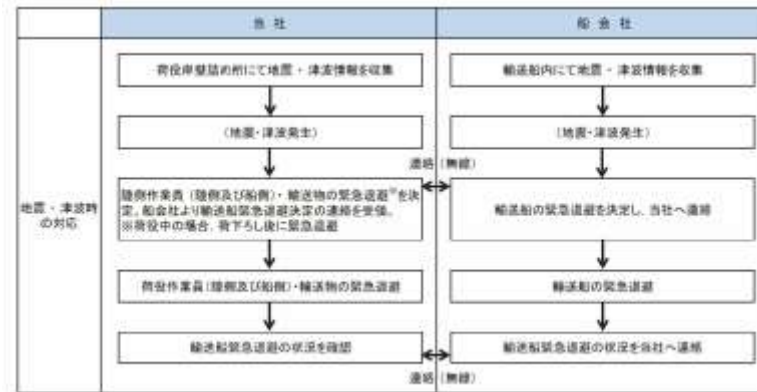 当 社
船 会 社
地震・津波時
の対応
荷役岸壁詰め所にて地震・津波情報を収集
輸送船内にて地震・津波情報を収集
（地震・津波発生）
（地震・津波発生）
連絡（無線）
陸側作業員（陸側及び船側）・輸送物の緊急退避※を決
定。船会社より輸送船緊急退避決定の連絡を受領。
※荷役中の場合、荷下ろし後に緊急退避
輸送船の緊急退避を決定し、当社へ連絡
荷役作業員（陸側及び船側）・輸送物の緊急退避
輸送船の緊急退避
輸送船緊急退避の状況を確認
輸送船緊急退避の状況を当社へ連絡
連絡（無線）